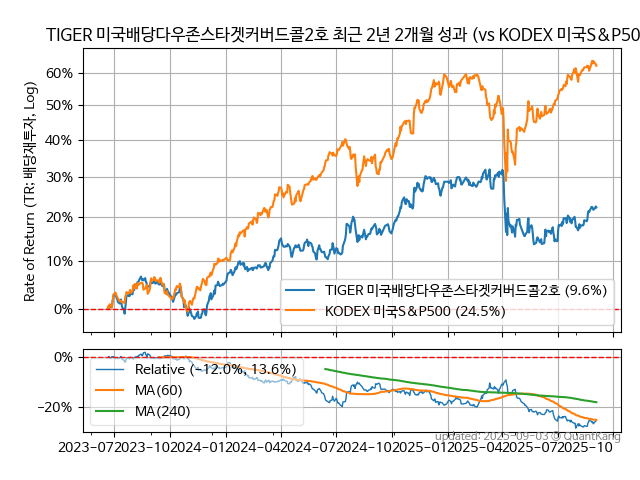 TIGER 미국배당다우존스타겟커버드콜2호 최근 2년 2개월 성과 (vs KODEX 미국S&P50
60%
50%
40%
30%
20%
10%
0%
Rate of Return (TR: 배당재투자, Log)
TIGER 미국배당다우존스타겟커버드콜2호 (9.6%)
KODEX 미국S&P500 (24.5%)
0%
−20%
Relative (−12.0%, 13.6%)
MA(60)
MA(240)
updated: 2025-09-03 @ QuantKang
2023-07 2023-10 2024-01 2024-04 2024-07 2024-10 2025-01 2025-04 2025-07 2025-10